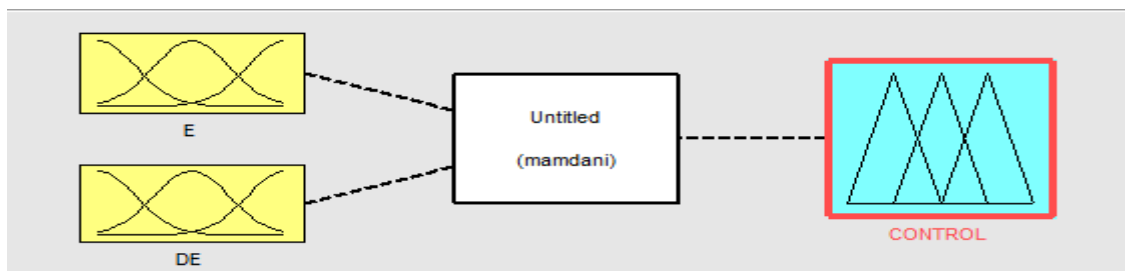 E
DE
Untitled
(mamdani)
CONTROL